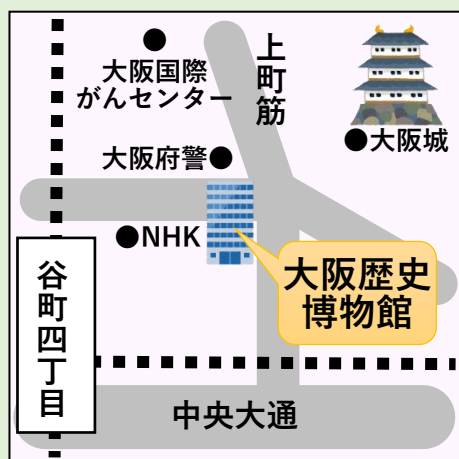 大阪国際
がんセンター
上町筋
大阪城
大阪府警
NHK
大阪歴史
博物館
谷町四丁目
中央大通